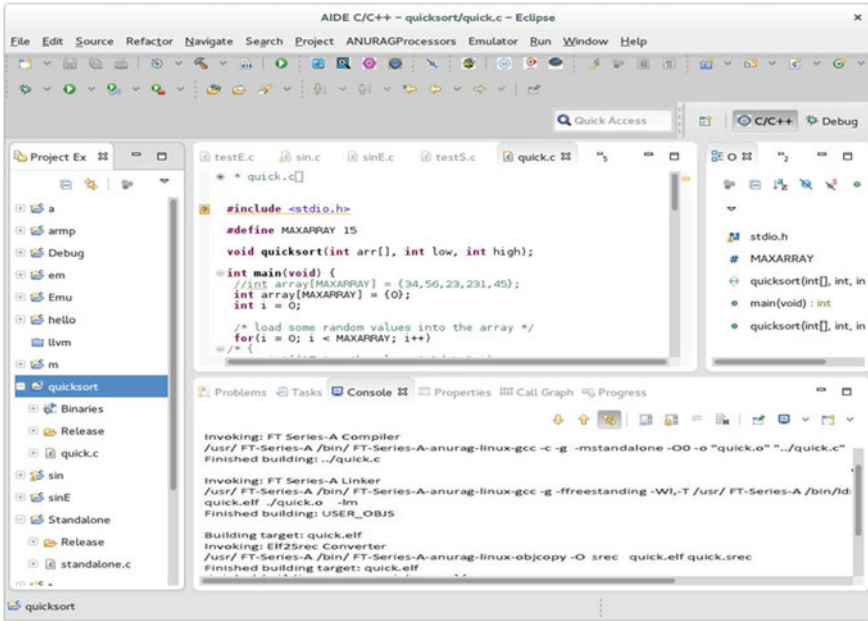 AIDE C/C++ – quicksort/quick.c – Eclipse
File Edit Source Refactor Navigate Search Project ANURAGProcessors Emulator Run Window Help
Quick Access
C/C++ Debug
Project Ex
a
armp
Debug
em
Emu
hello
llvm
m
quicksort
Binaries
Release
quick.c
sin
sinE
Standalone
Release
standalone.c
testE.c sin.c sinE.c testS.c quick.c »5
* quick.c
#include <stdio.h>
#define MAXARRAY 15
void quicksort(int arr[], int low, int high);
int main(void) {
//int array[MAXARRAY] = {34,56,23,231,45};
int array[MAXARRAY] = {0};
int i = 0;
/* load some random values into the array */
for(i = 0; i < MAXARRAY; i++)
/* {
O »2
stdio.h
# MAXARRAY
quicksort(int[], int, in
main(void) : int
quicksort(int[], int, in
Problems Tasks Console Properties Call Graph Progress
Invoking: FT Series-A Compiler
/usr/ FT-Series-A /bin/ FT-Series-A-anurag-linux-gcc -c -g -mstandalone -O0 -o "quick.o" "../quick.c"
Finished building: ../quick.c
Invoking: FT Series-A Linker
/usr/ FT-Series-A /bin/ FT-Series-A-anurag-linux-gcc -g -ffreestanding -Wl,-T /usr/ FT-Series-A /bin/ld
quick.elf ./quick.o -lm
Finished building: USER_OBJS
Building target: quick.elf
Invoking: Elf2Srec Converter
/usr/ FT-Series-A /bin/ FT-Series-A-anurag-linux-objcopy -O srec quick.elf quick.srec
Finished building target: quick.elf
quicksort